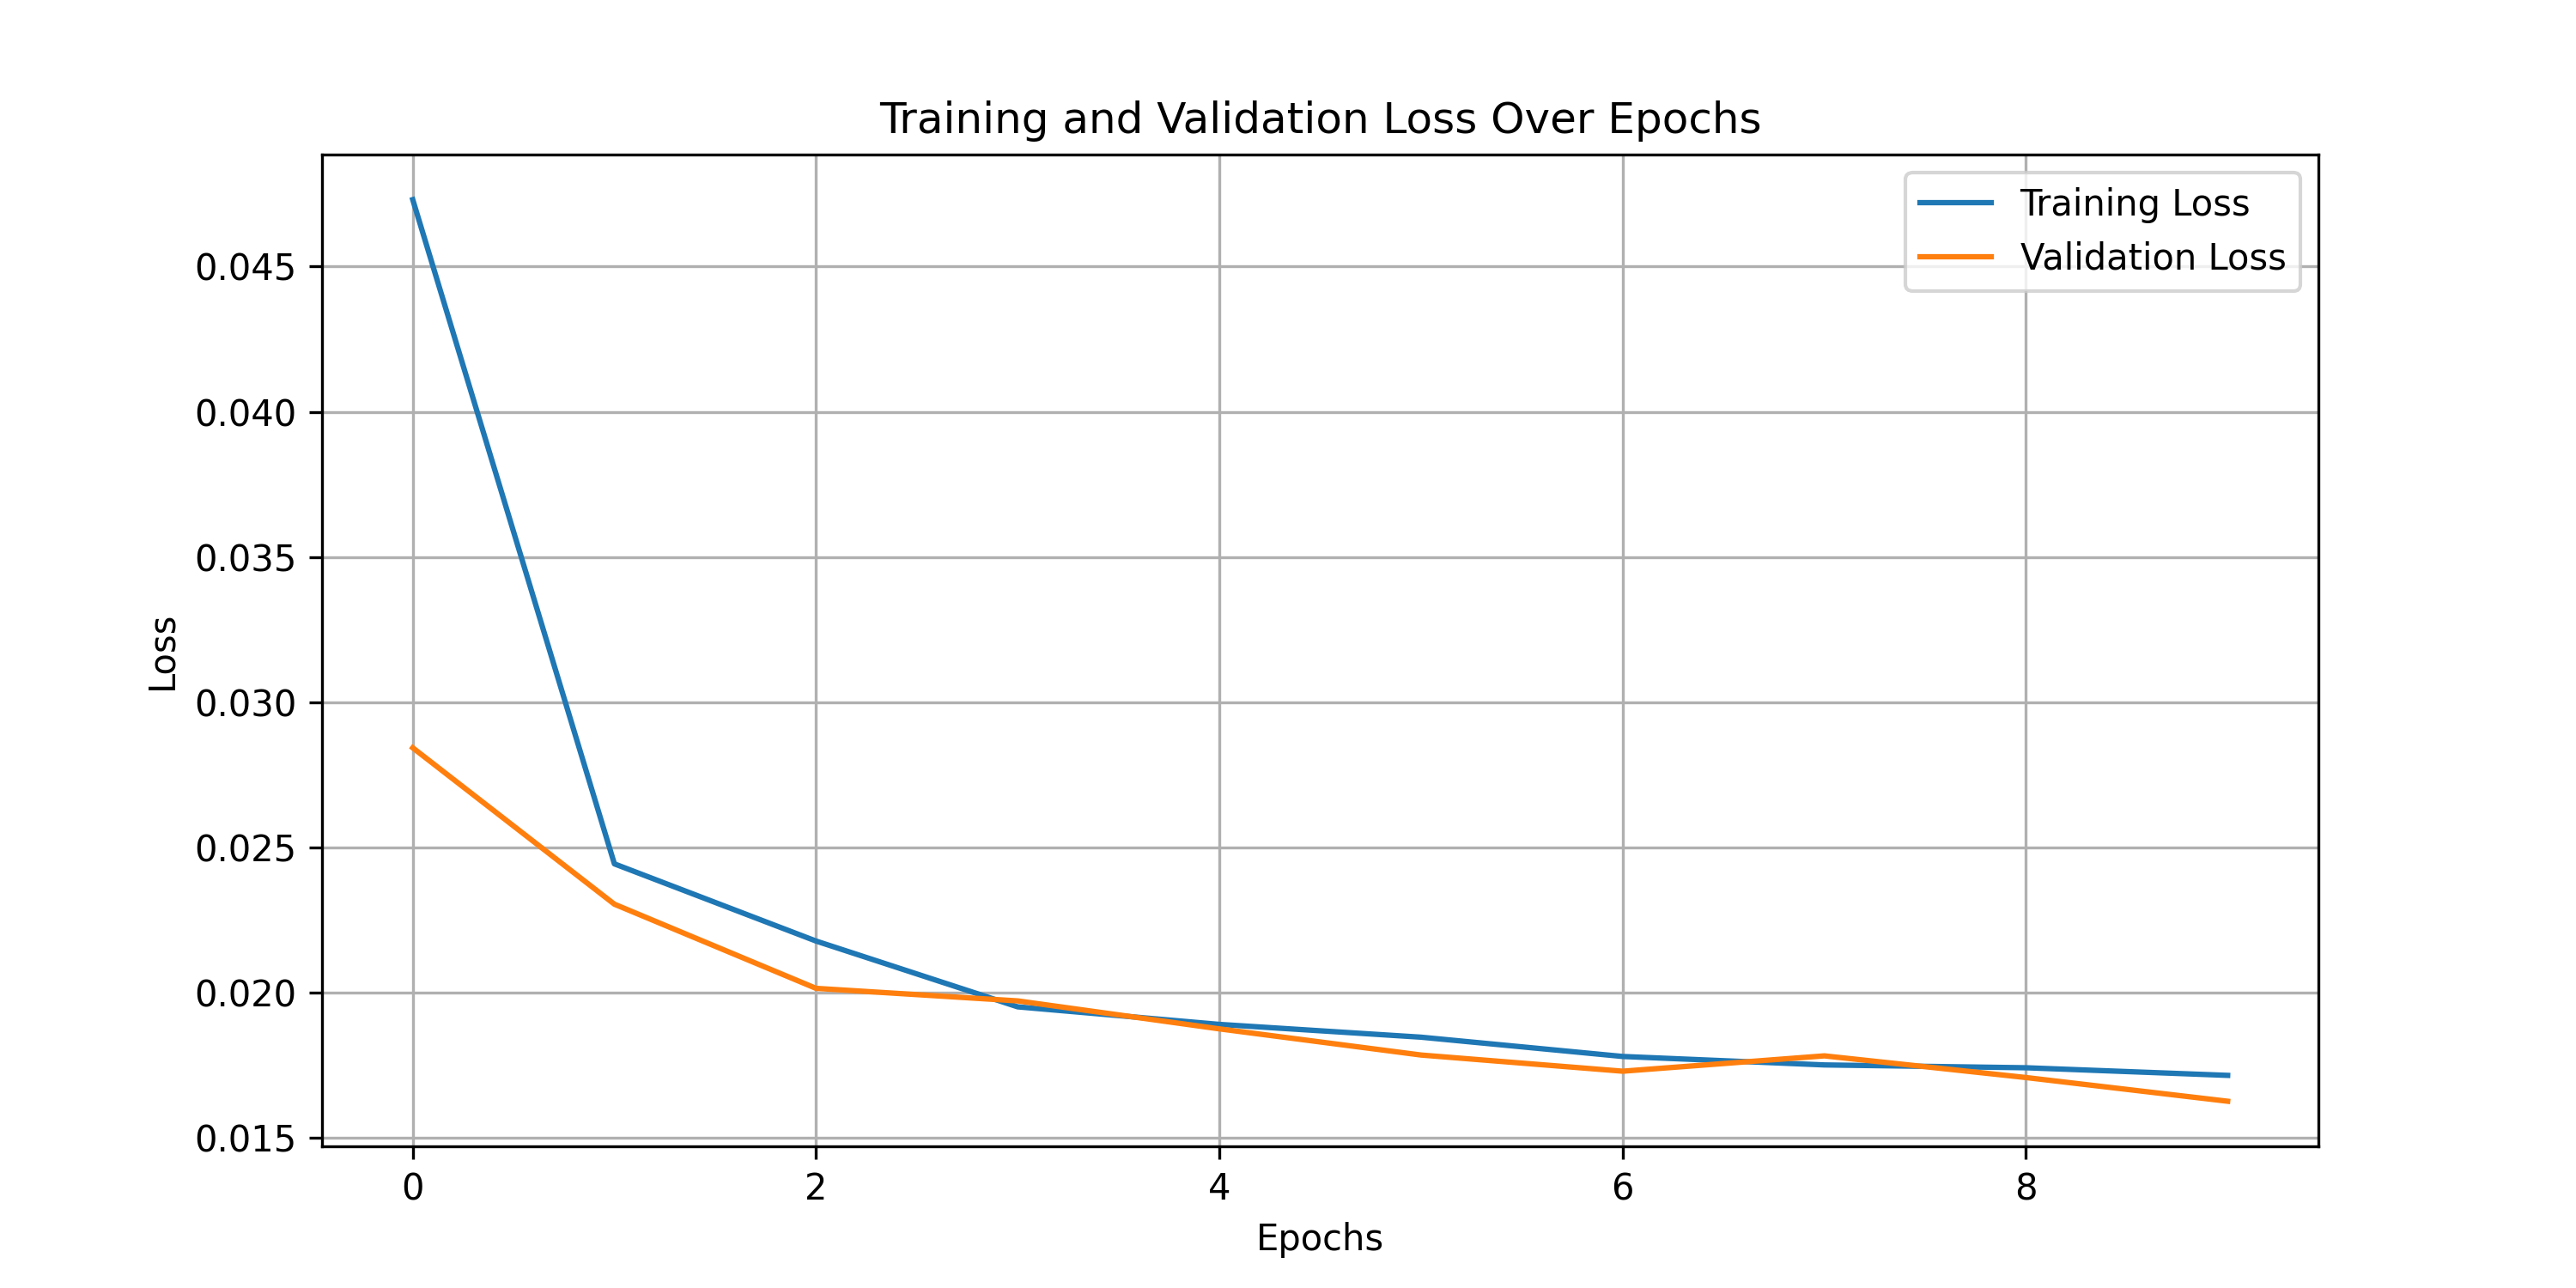 Training and Validation Loss Over Epochs
Training Loss
Validation Loss
0.045
0.040
0.035
0.030
0.025
0.020
0.015
Loss
0 2 4 6 8
Epochs